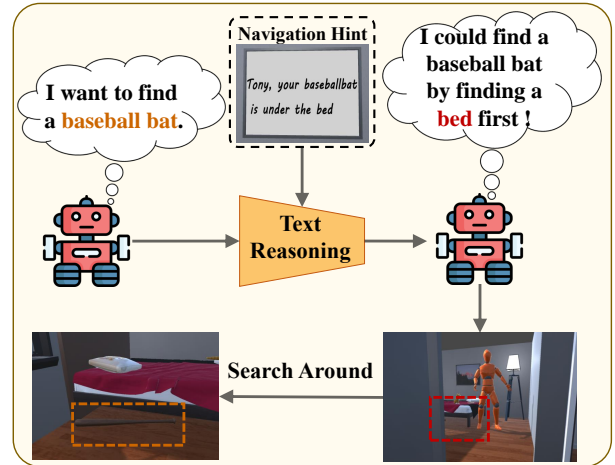 Navigation Hint
Tony, your baseballbat
is under the bed
I want to find
a baseball bat.
I could find a
baseball bat
by finding a
bed first !
Text
Reasoning
Search Around